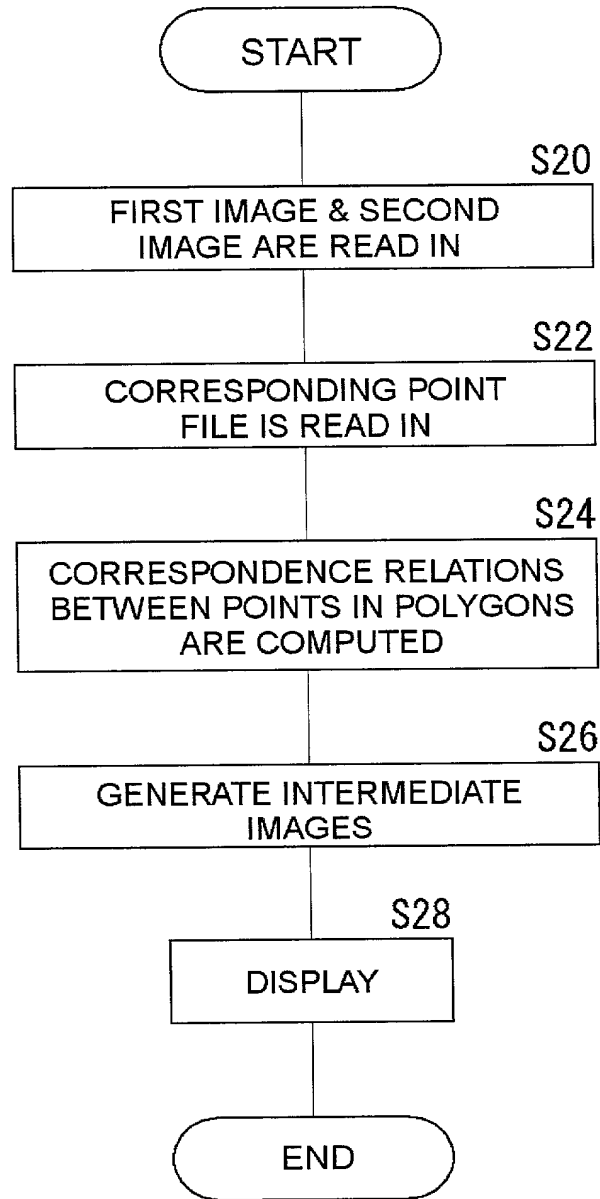 START
S20
FIRST IMAGE & SECOND
IMAGE ARE READ IN
S22
CORRESPONDING POINT
FILE IS READ IN
S24
CORRESPONDENCE RELATIONS
BETWEEN POINTS IN POLYGONS
ARE COMPUTED
S26
GENERATE INTERMEDIATE
IMAGES
S28
DISPLAY
END